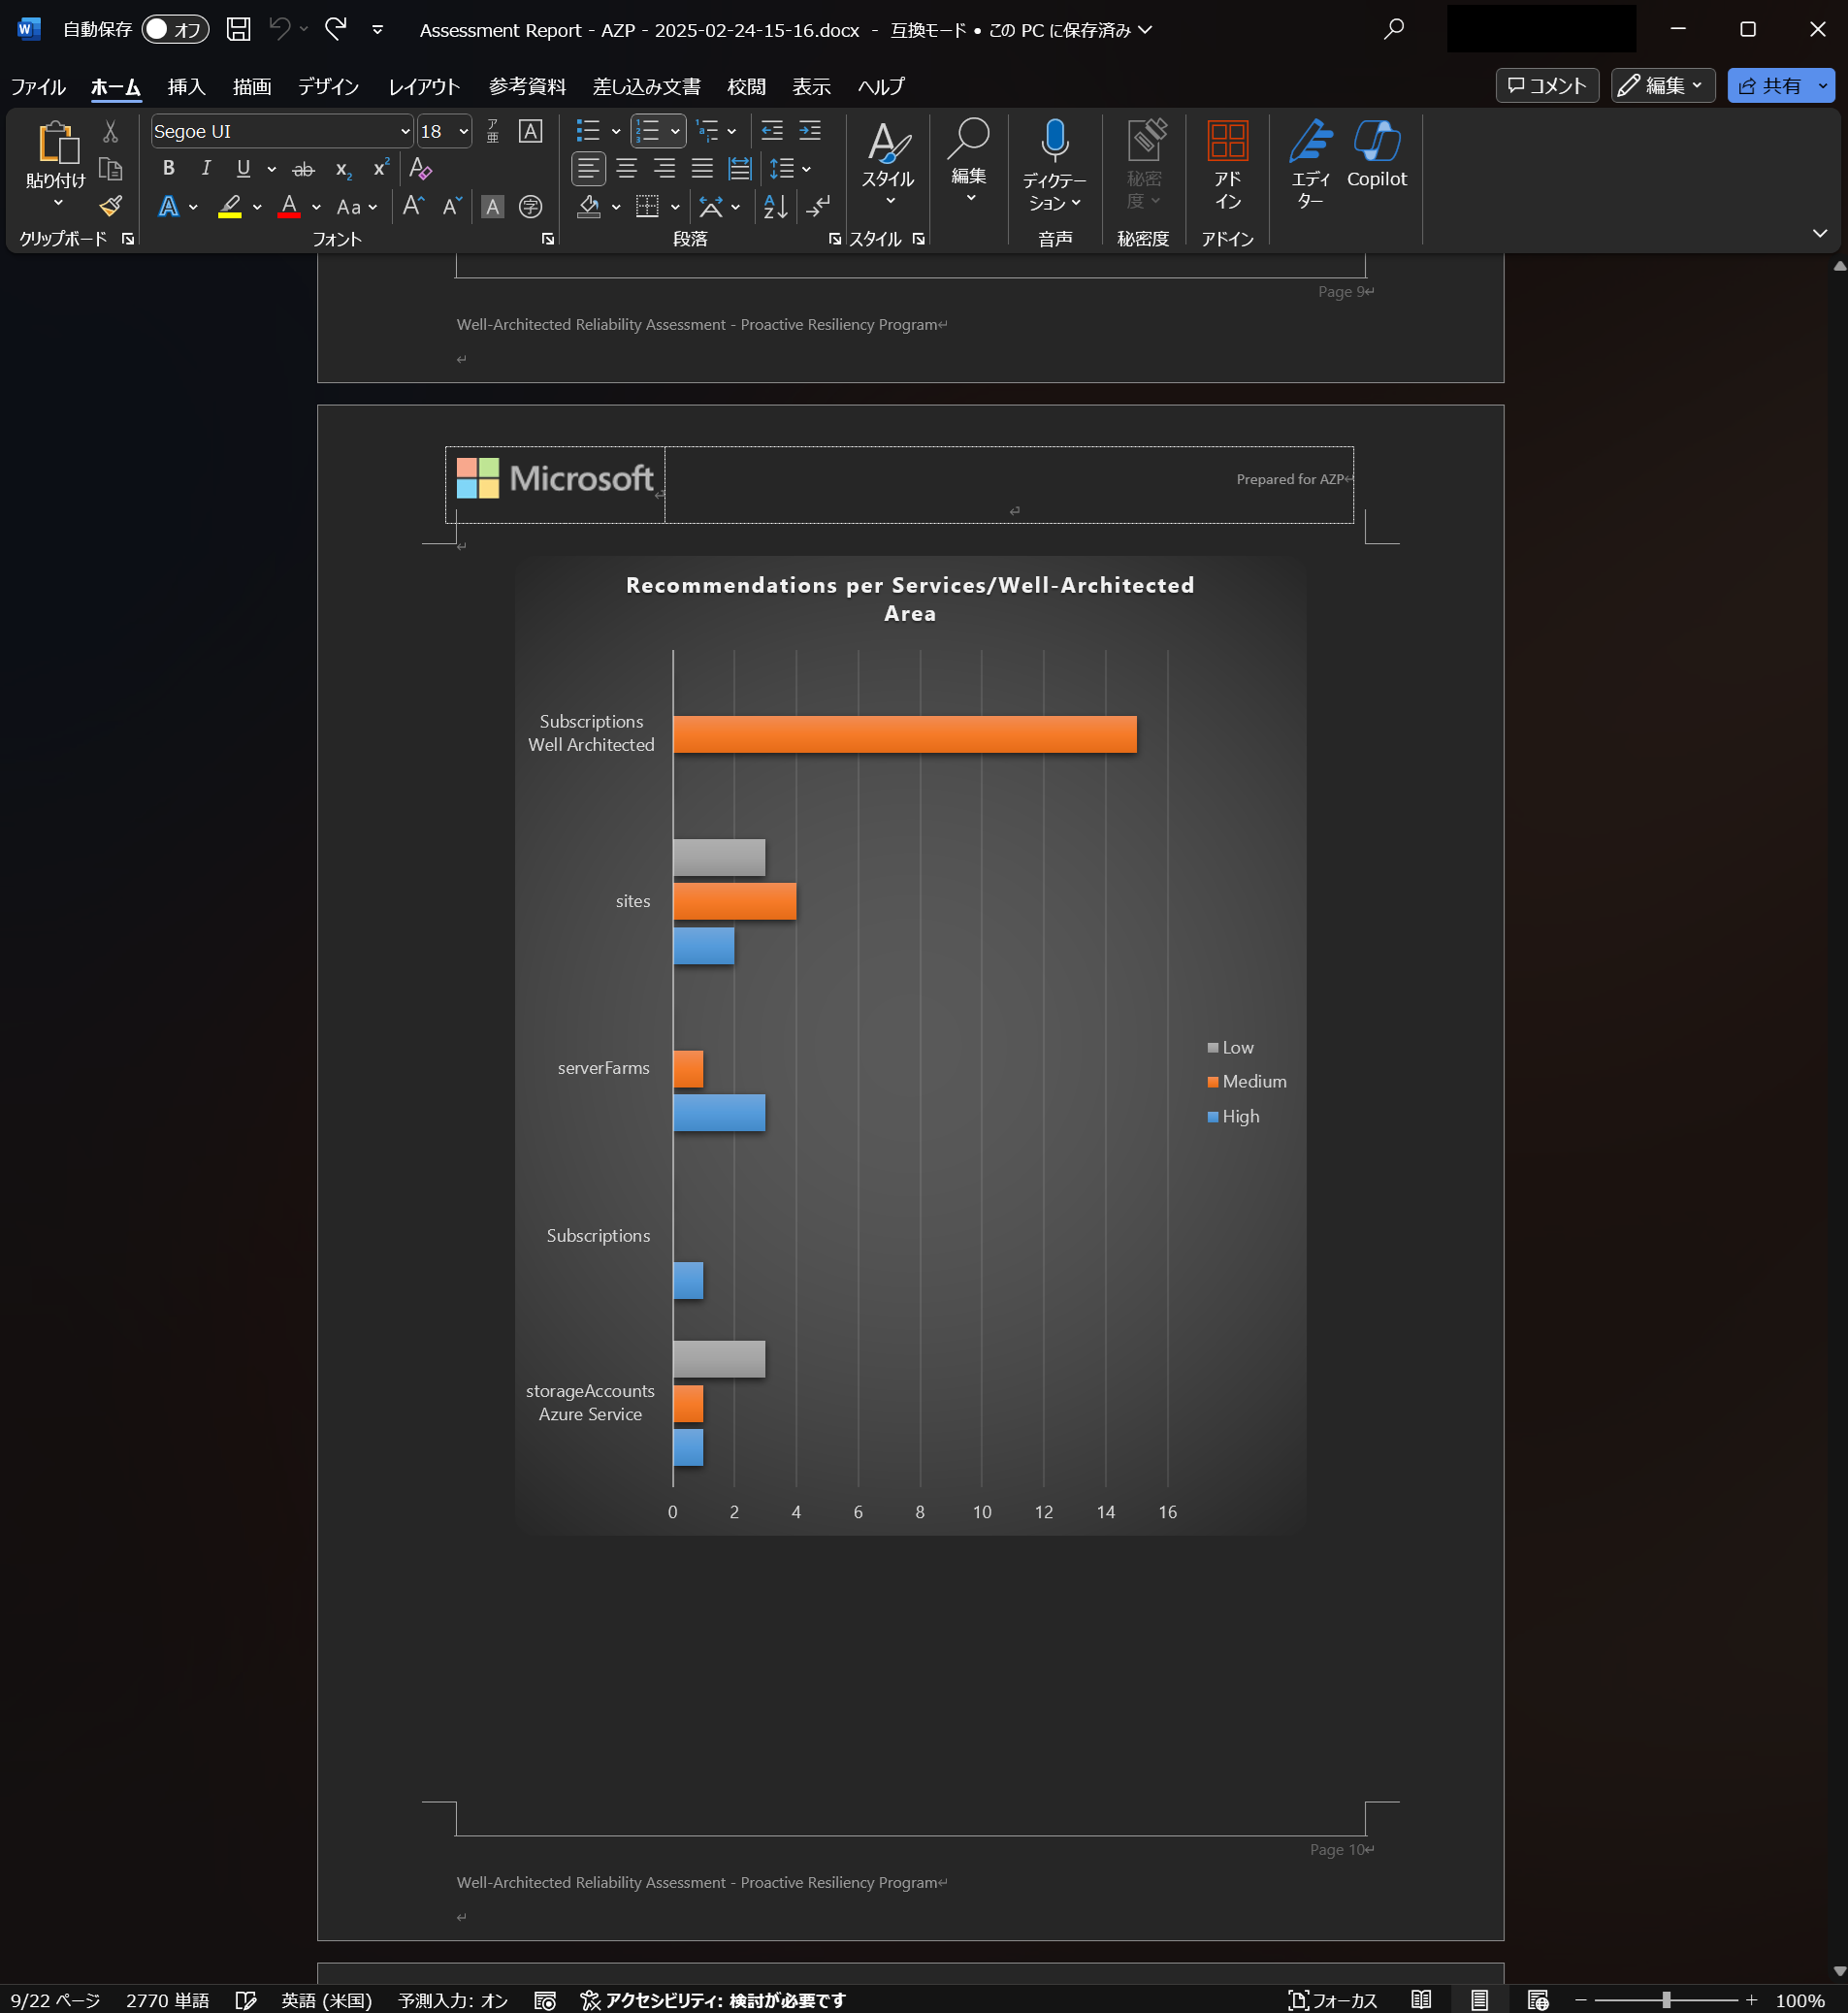 自動保存 オフ Assessment Report - AZP - 2025-02-24-15-16.docx - 互換モード • この PC に保存済み
ファイル ホーム 挿入 描画 デザイン レイアウト 参考資料 差し込み文書 校閲 表示 ヘルプ コメント 編集 共有
Segoe UI 18
貼り付け
クリップボード
フォント
段落
スタイル
スタイル
編集
ディクテー
ション
音声
秘密
度
秘密度
アド
イン
アドイン
エディ
ター
Copilot
Page 9
Well-Architected Reliability Assessment - Proactive Resiliency Program
Microsoft
Prepared for AZP
Recommendations per Services/Well-Architected
Area
Subscriptions
Well Architected
sites
serverFarms
Subscriptions
storageAccounts
Azure Service
Low
Medium
High
0 2 4 6 8 10 12 14 16
Page 10
Well-Architected Reliability Assessment - Proactive Resiliency Program
9/22 ページ 2770 単語 英語 (米国) 予測入力: オン アクセシビリティ: 検討が必要です フォーカス 100%